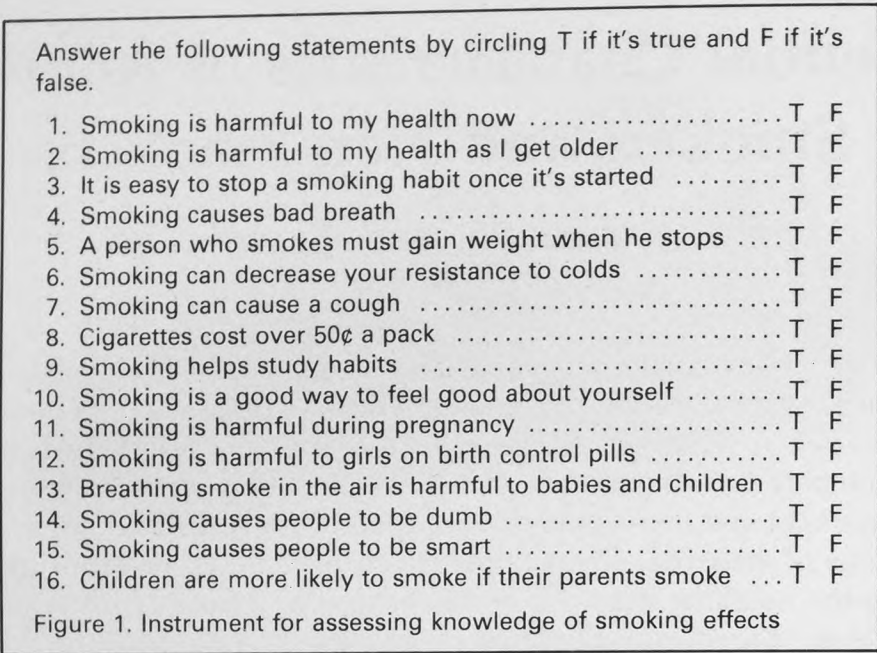 Answer the following statements by circling T if it's true and F if it's
false.
1. Smoking is harmful to my health now ..................... T F
2. Smoking is harmful to my health as I get older ............ T F
3. It is easy to stop a smoking habit once it's started ......... T F
4. Smoking causes bad breath ............................ T F
5. A person who smokes must gain weight when he stops .... T F
6. Smoking can decrease your resistance to colds ............ T F
7. Smoking can cause a cough ............................ T F
8. Cigarettes cost over 50¢ a pack ......................... T F
9. Smoking helps study habits ............................ T F
10. Smoking is a good way to feel good about yourself ........ T F
11. Smoking is harmful during pregnancy ................... T F
12. Smoking is harmful to girls on birth control pills ........... T F
13. Breathing smoke in the air is harmful to babies and children T F
14. Smoking causes people to be dumb ..................... T F
15. Smoking causes people to be smart ..................... T F
16. Children are more likely to smoke if their parents smoke ... T F
Figure 1. Instrument for assessing knowledge of smoking effects